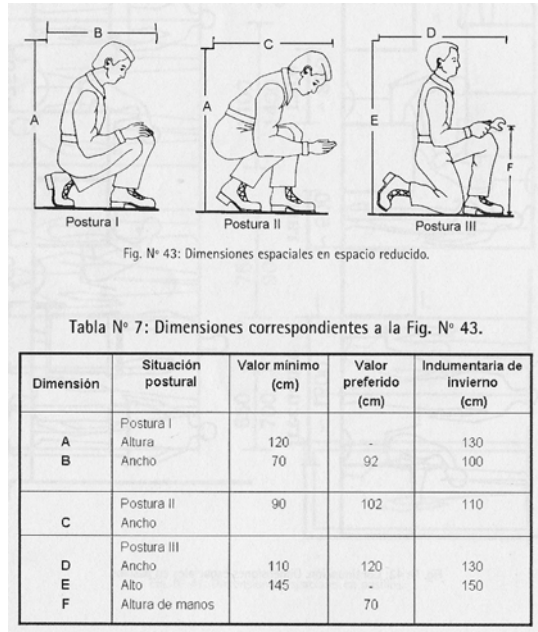 B
C
D
A
A
E
F
Postura I
Postura II
Postura III
Fig. Nº 43: Dimensiones espaciales en espacio reducido.
Tabla Nº 7: Dimensiones correspondientes a la Fig. Nº 43.
Dimensión Situación postural Valor mínimo (cm) Valor preferido (cm) Indumentaria de invierno (cm)
Postura I
A Altura 120 - 130
B Ancho 70 92 100
Postura II 90 102 110
C Ancho
Postura III
D Ancho 110 120 130
E Alto 145 - 150
F Altura de manos 70